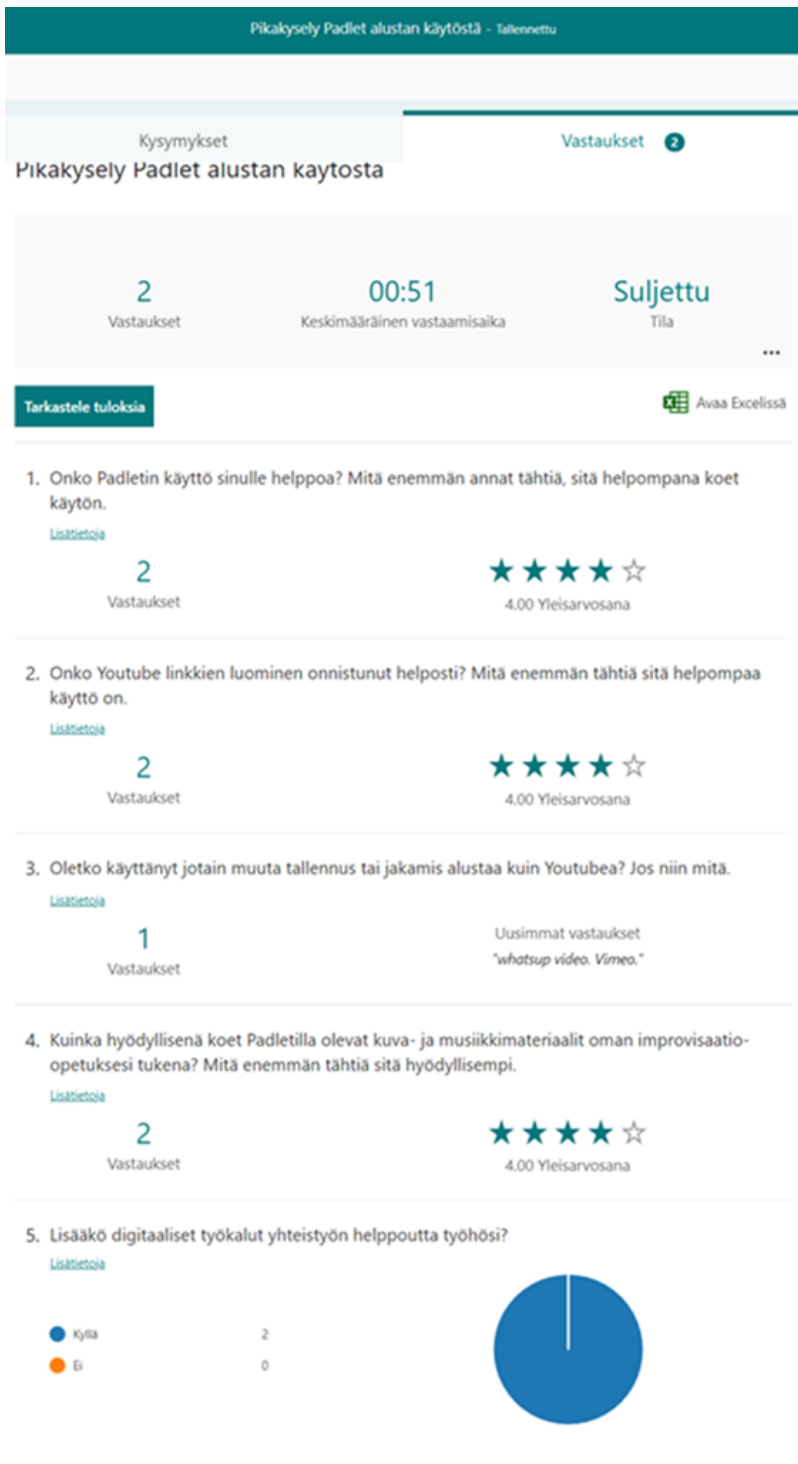 Pikakysely Padlet alustan käytöstä - Tallennettu
Kysymykset
Vastaukset 2
Pikakysely Padlet alustan käytöstä
2
Vastaukset
00:51
Keskimääräinen vastaamisaika
Suljettu
Tila
...
Tarkastele tuloksia
Avaa Excelissä
1. Onko Padletin käyttö sinulle helppoa? Mitä enemmän annat tähtiä, sitä helpompana koet
käytön.
Lisätietoja
2
Vastaukset
4.00 Yleisarvosana
2. Onko Youtube linkkien luominen onnistunut helposti? Mitä enemmän tähtiä sitä helpompaa
käyttö on.
Lisätietoja
2
Vastaukset
4.00 Yleisarvosana
3. Oletko käyttänyt jotain muuta tallennus tai jakamis alustaa kuin Youtubea? Jos niin mitä.
Lisätietoja
1
Vastaukset
Uusimmat vastaukset
"whatsup video. Vimeo."
4. Kuinka hyödyllisenä koet Padletilla olevat kuva- ja musiikkimateriaalit oman improvisaatio-
opetuksesi tukena? Mitä enemmän tähtiä sitä hyödyllisempi.
Lisätietoja
2
Vastaukset
4.00 Yleisarvosana
5. Lisääkö digitaaliset työkalut yhteistyön helppoutta työhösi?
Lisätietoja
Kyllä 2
Ei 0